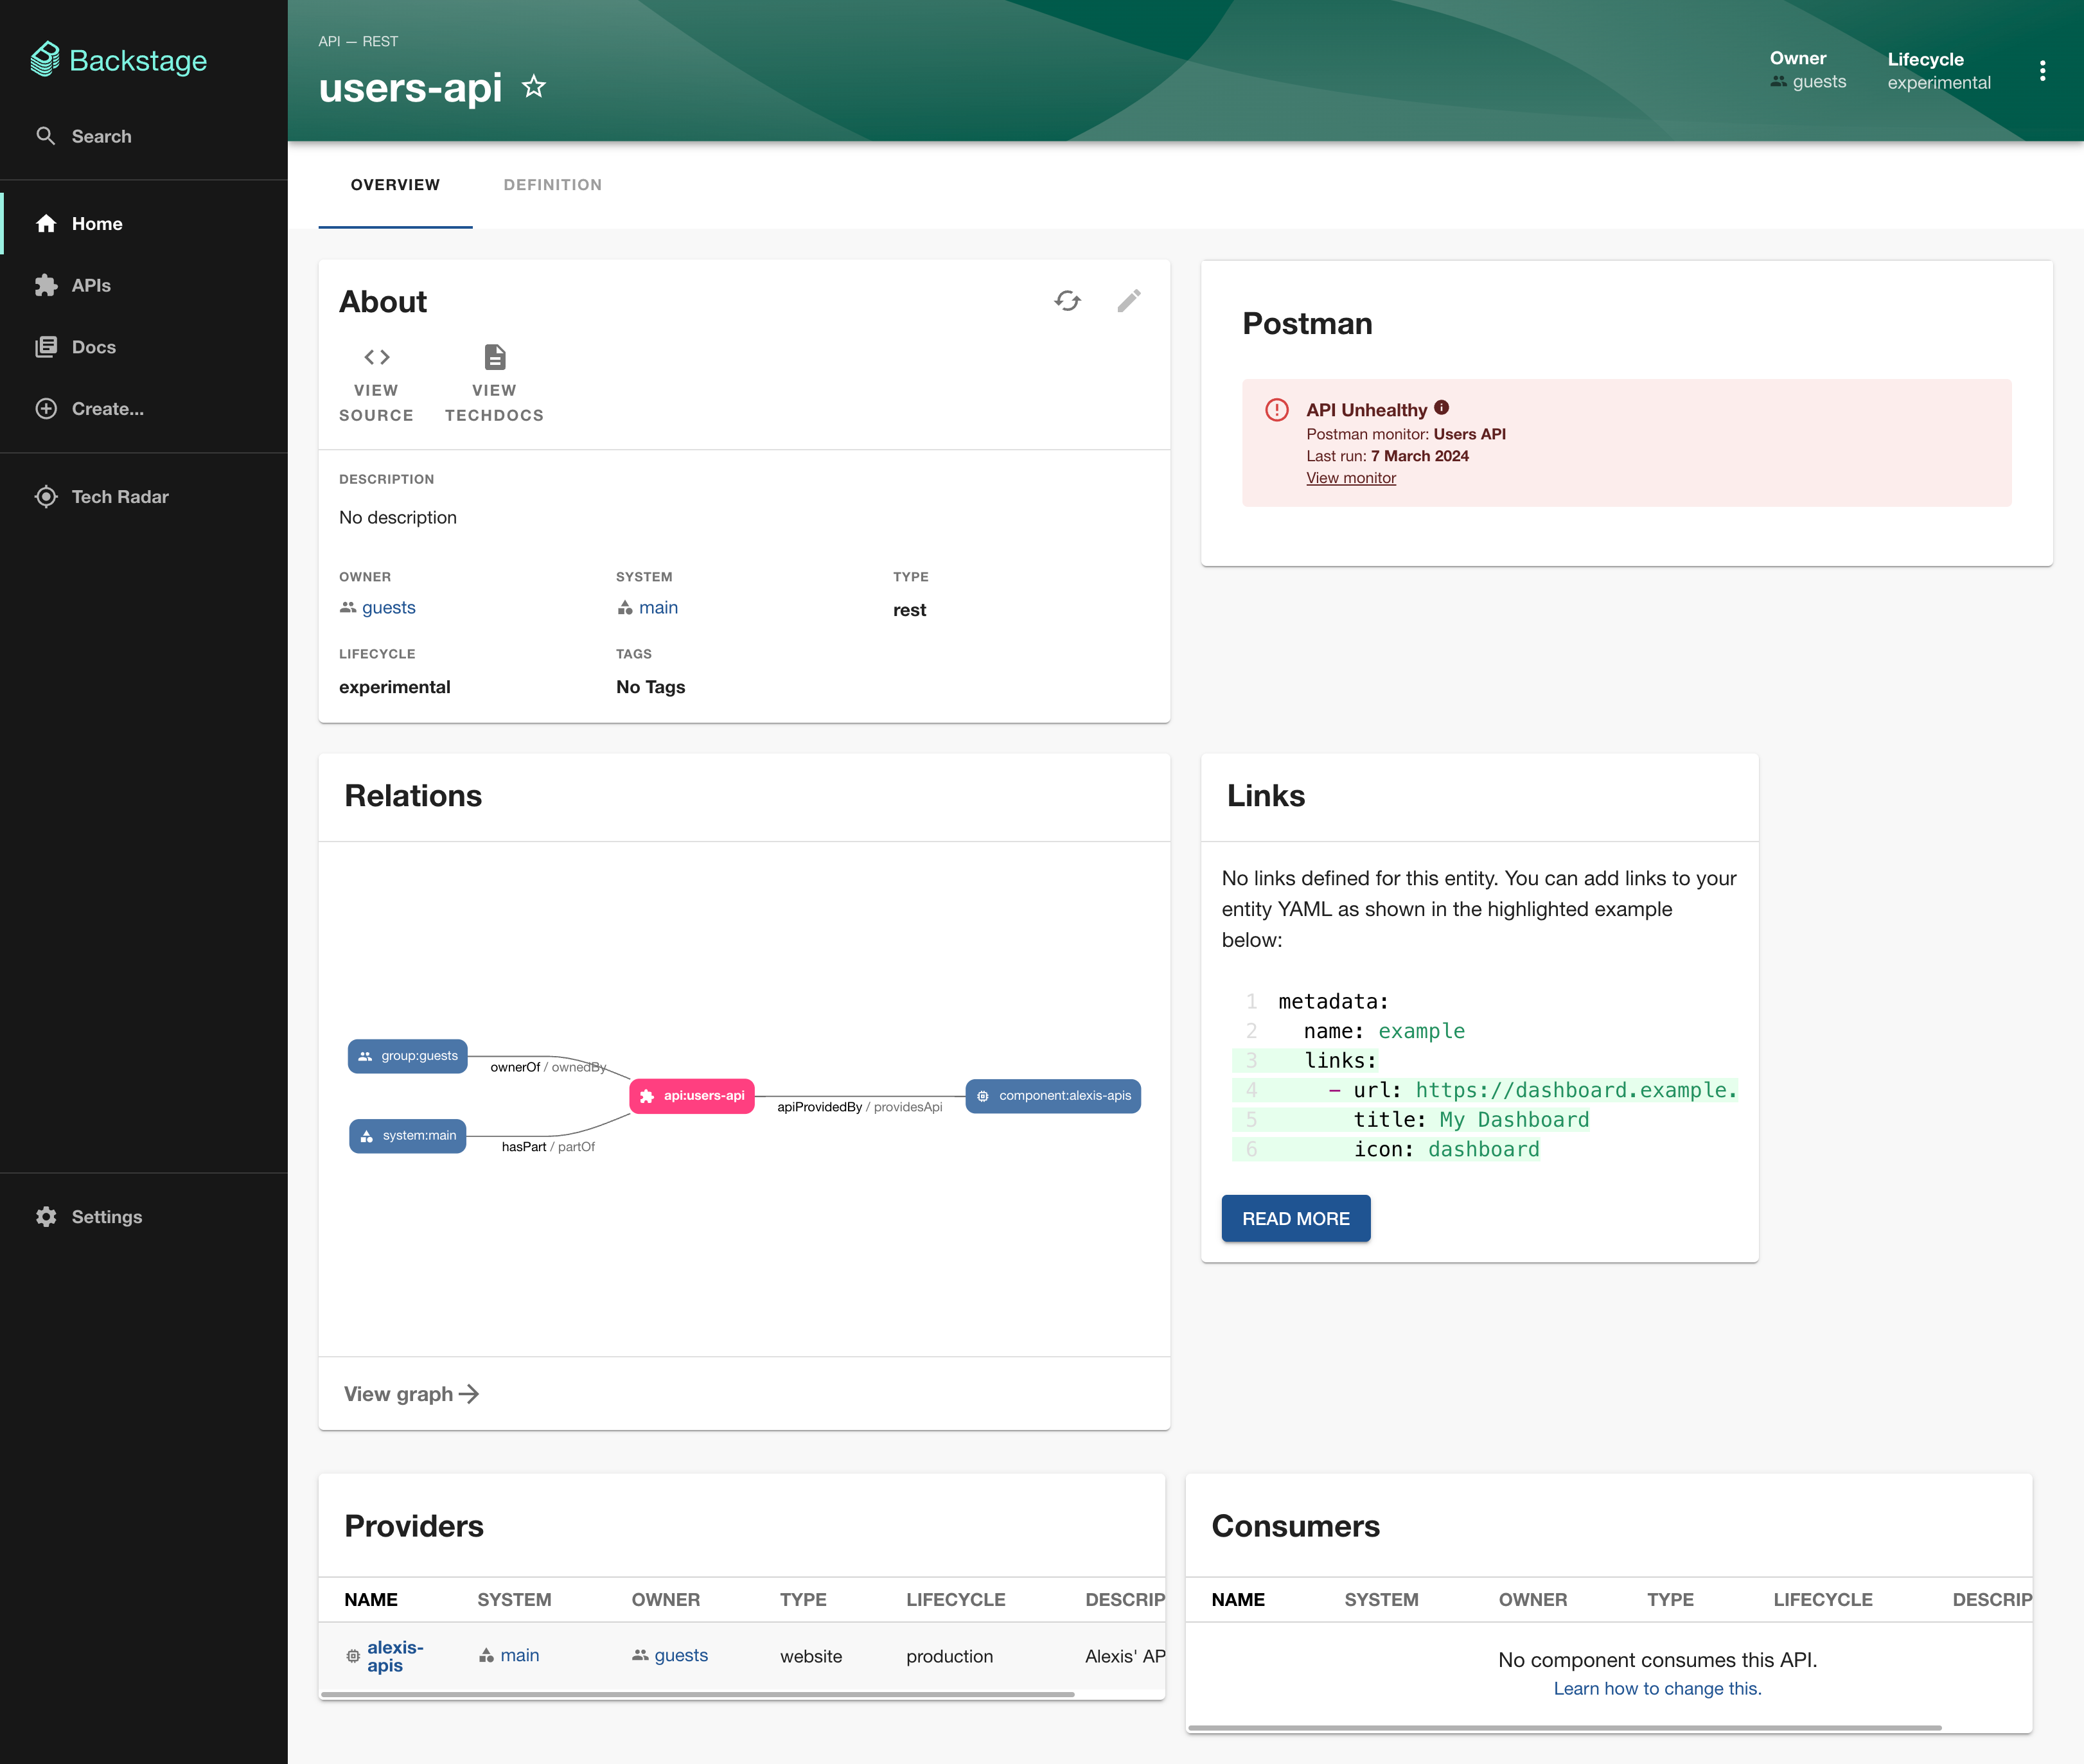 Backstage
Search
Home
APIs
Docs
Create...
Tech Radar
Settings
API — REST
users-api
Owner
guests
Lifecycle
experimental
OVERVIEW
DEFINITION
About
VIEW
SOURCE
VIEW
TECHDOCS
DESCRIPTION
No description
OWNER
SYSTEM
TYPE
guests
main
rest
LIFECYCLE
TAGS
experimental
No Tags
Postman
API Unhealthy
Postman monitor: Users API
Last run: 7 March 2024
View monitor
Relations
group:guests
ownerOf / ownedBy
api:users-api
apiProvidedBy / providesApi
component:alexis-apis
system:main
hasPart / partOf
View graph
Links
No links defined for this entity. You can add links to your
entity YAML as shown in the highlighted example
below:
1 metadata:
2 name: example
3 links:
4 - url: https://dashboard.example.
5 title: My Dashboard
6 icon: dashboard
READ MORE
Providers
NAME SYSTEM OWNER TYPE LIFECYCLE DESCRIP
alexis-
apis
main
guests
website
production
Alexis' AP
Consumers
NAME SYSTEM OWNER TYPE LIFECYCLE DESCRIP
No component consumes this API.
Learn how to change this.